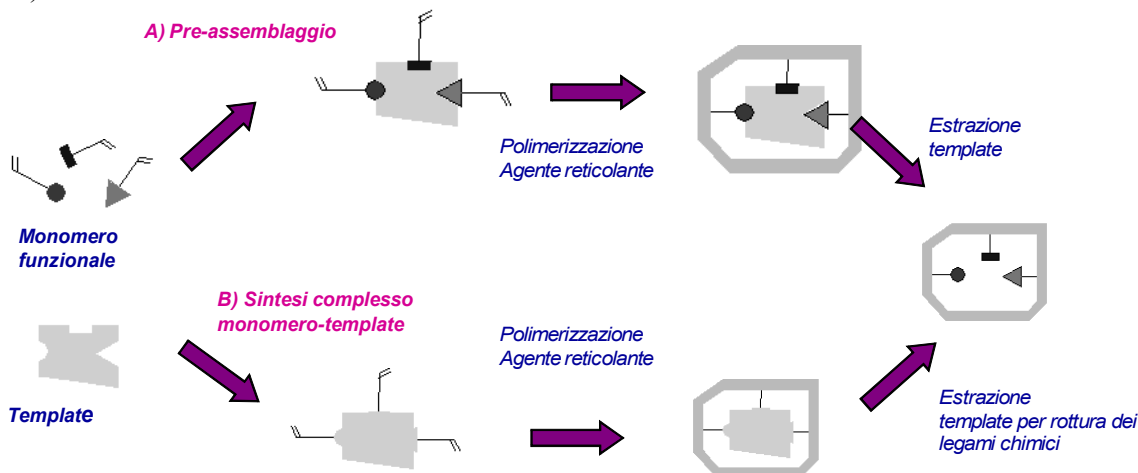 A) Pre-assemblaggio
Polimerizzazione
Agente reticolante
Estrazione
template
Monomero
funzionale
B) Sintesi complesso
monomero-template
Polimerizzazione
Agente reticolante
Template
Estrazione
template per rottura dei
legami chimici